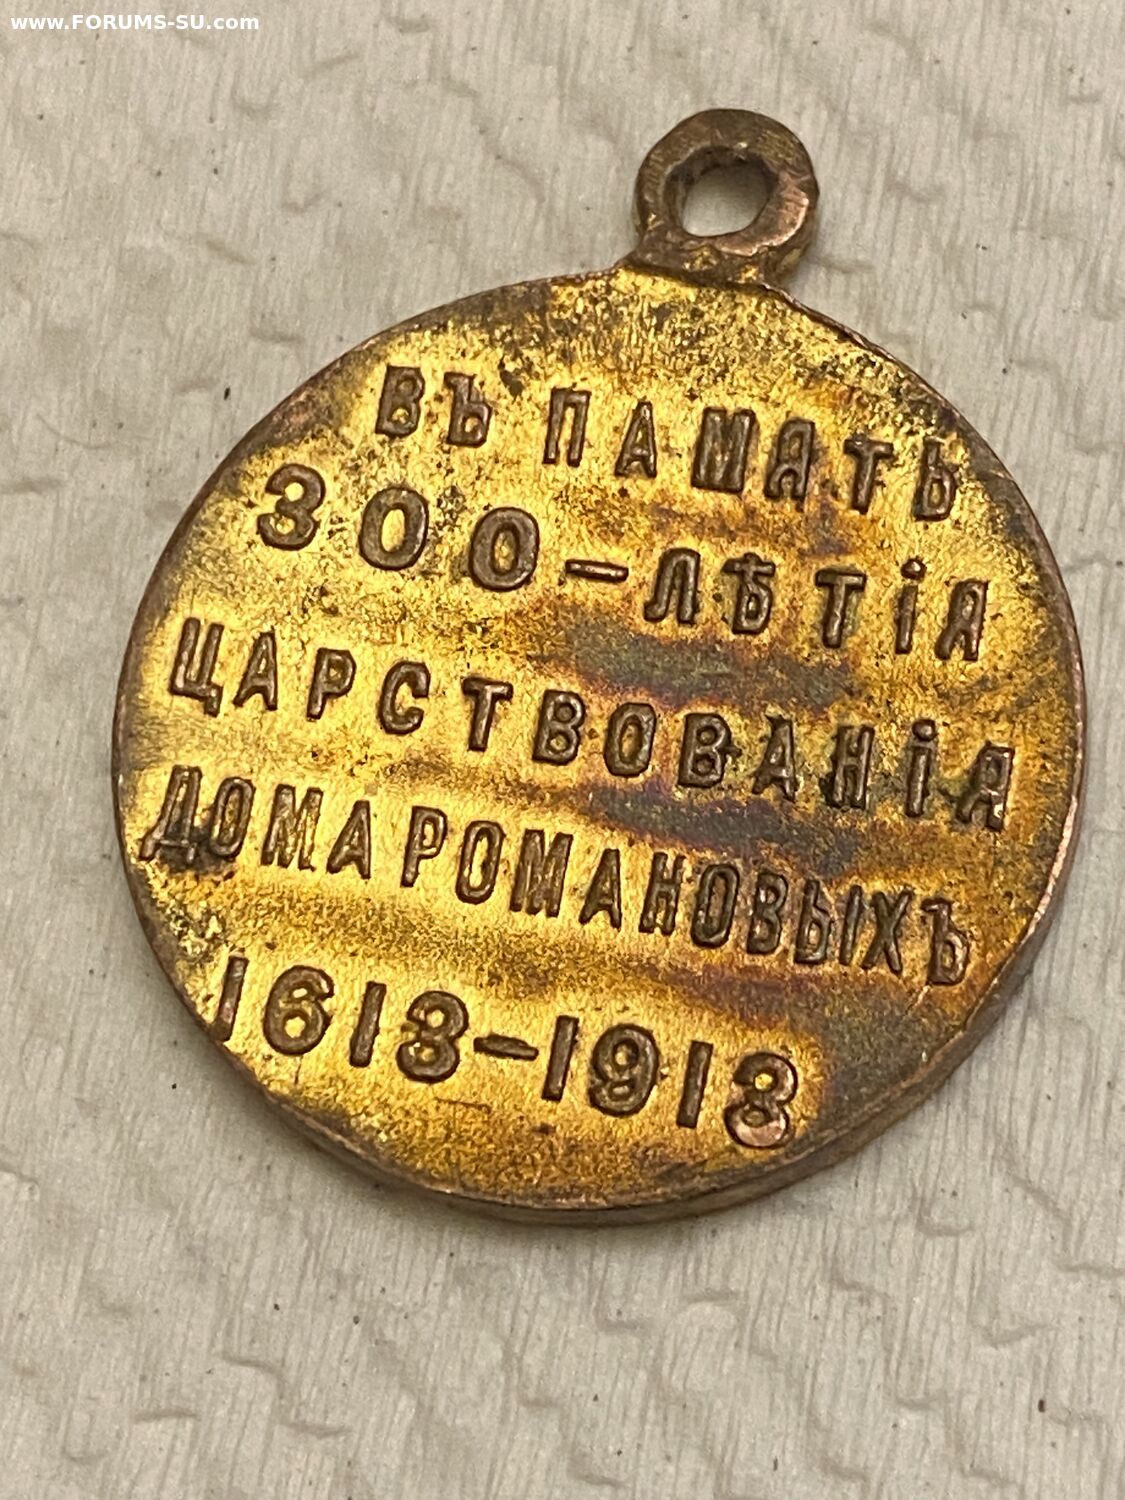 www.FORUMS-SU.com
ВЪ ПАМЯТЬ
300-ЛѢТІЯ
ЦАРСТВОВАНІЯ
ДОМА РОМАНОВЫХЪ
1613-1913